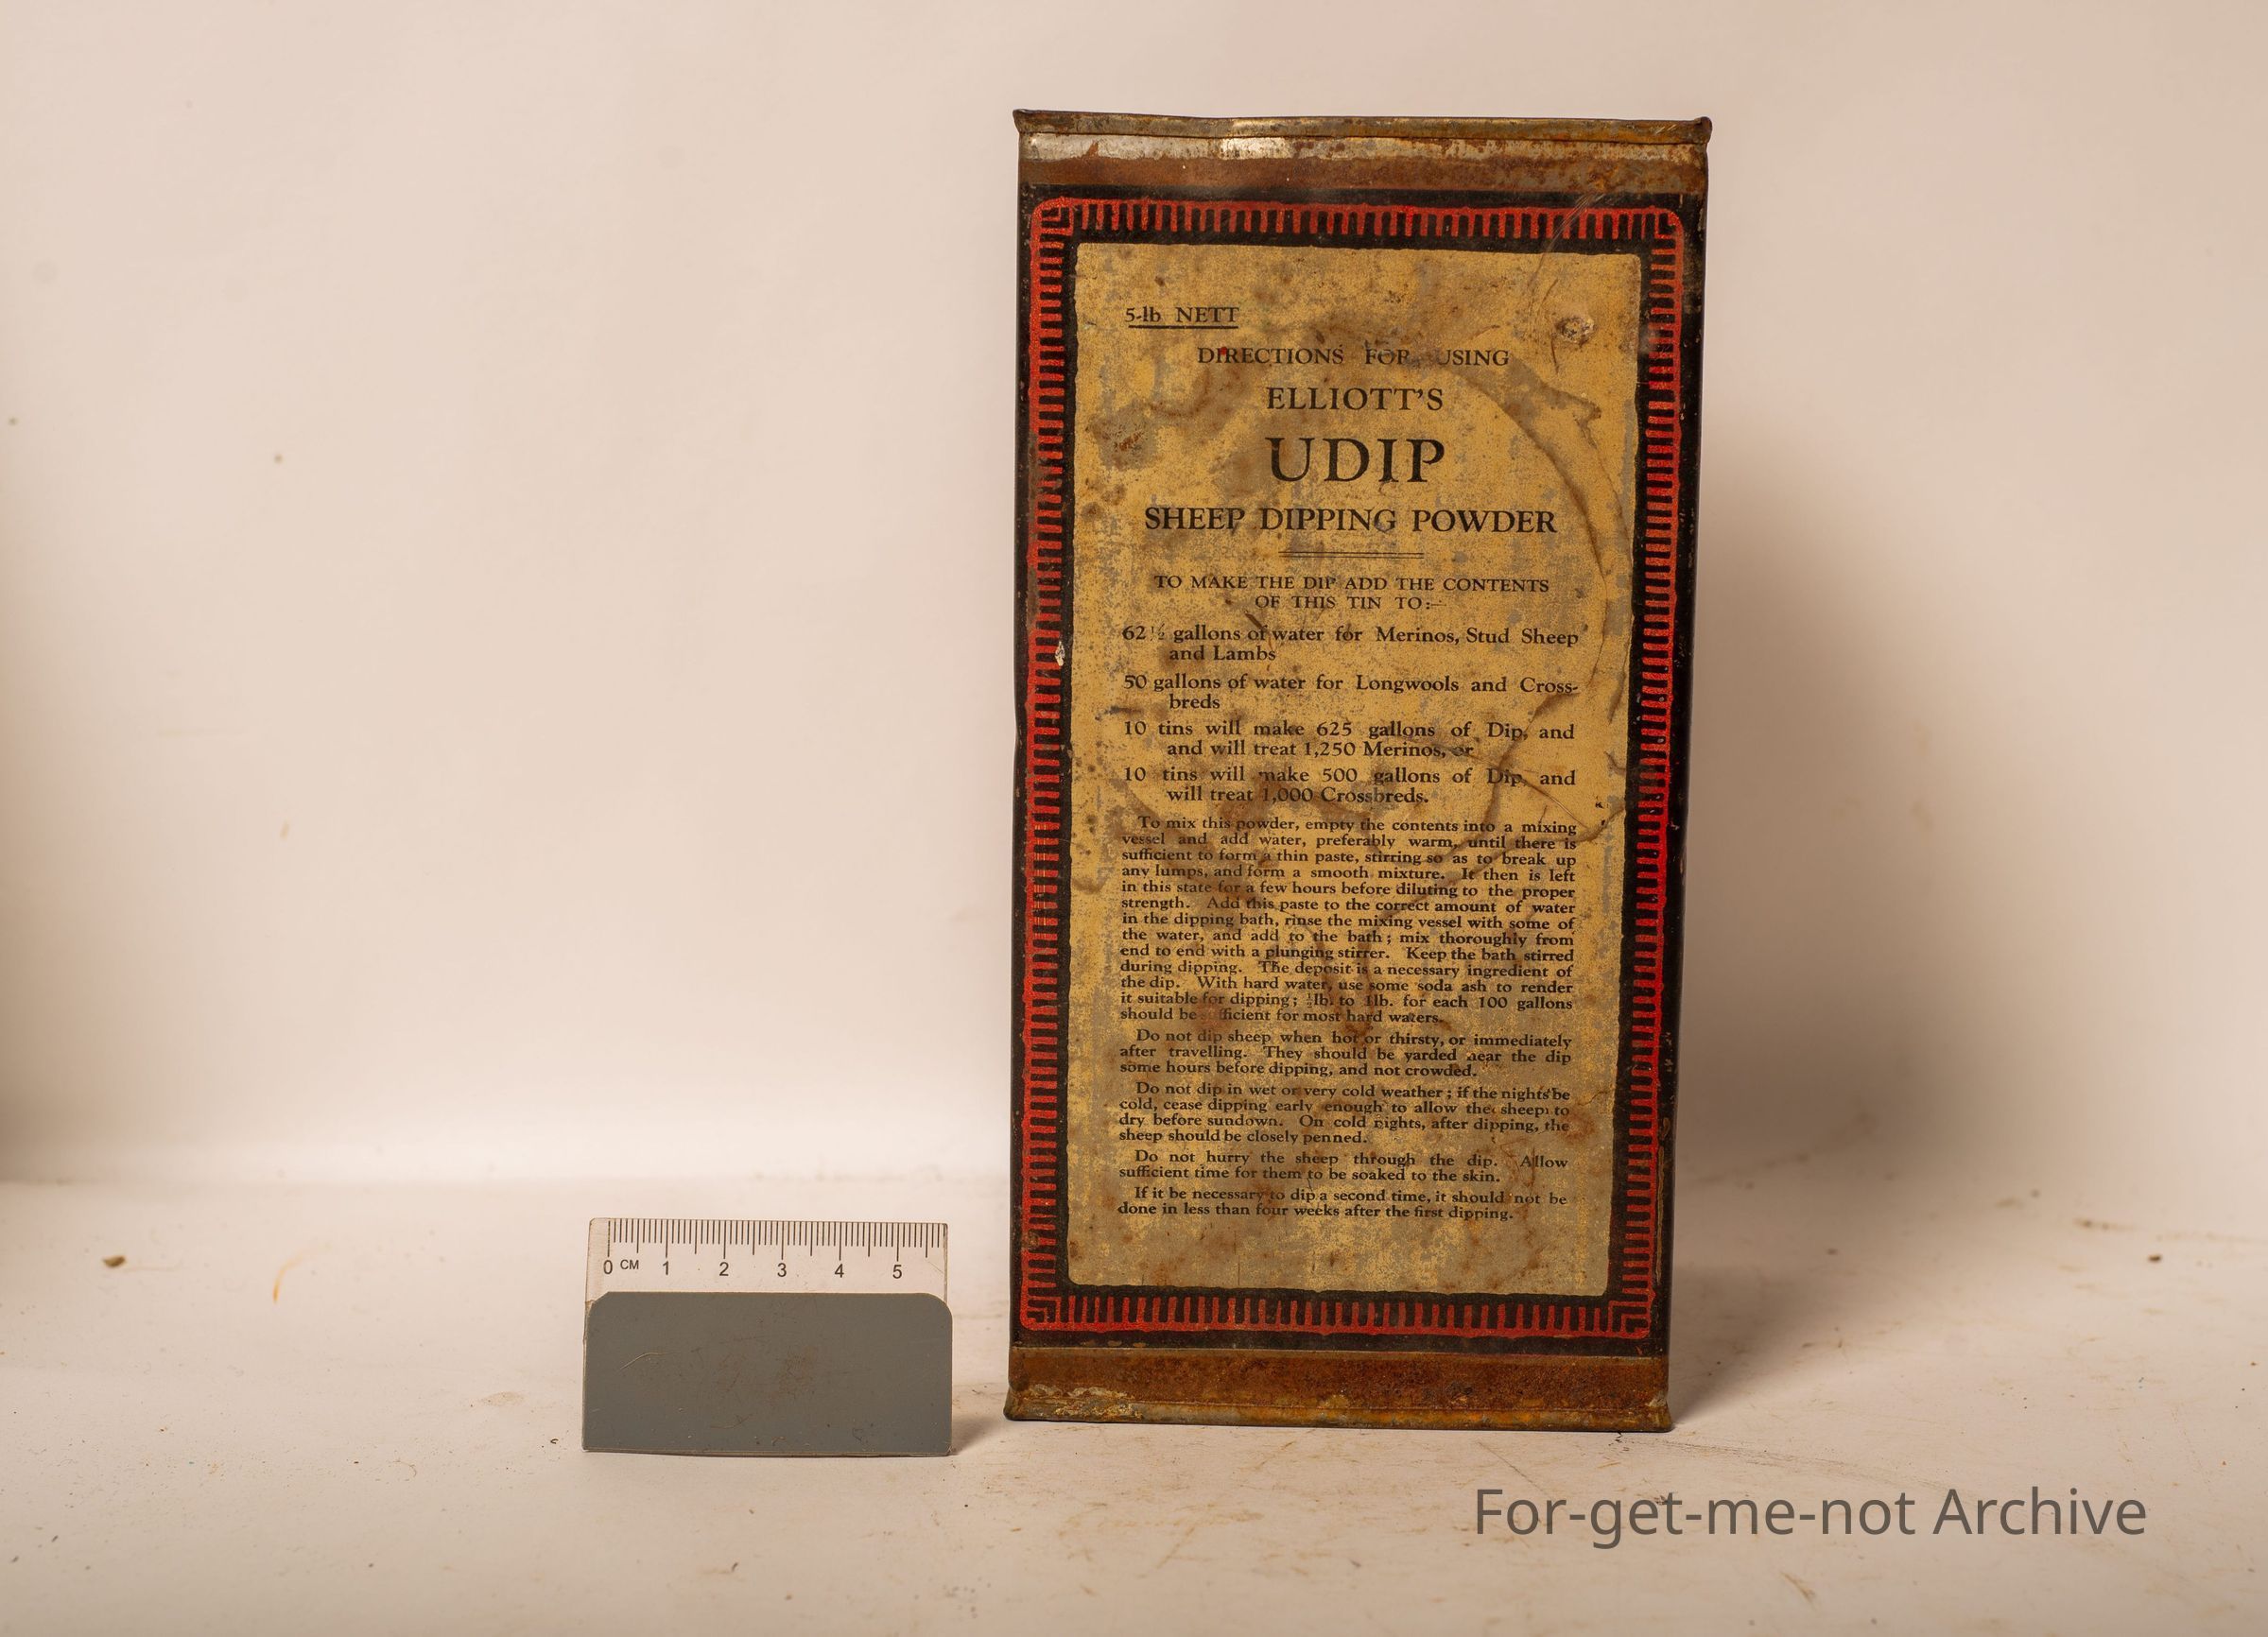 5-lb NETT
DIRECTIONS FOR USING
ELLIOTT'S
UDIP
SHEEP DIPPING POWDER
TO MAKE THE DIP ADD THE CONTENTS
OF THIS TIN TO:—
62½ gallons of water for Merinos, Stud Sheep
and Lambs
50 gallons of water for Longwools and Cross-
breds
10 tins will make 625 gallons of Dip, and
and will treat 1,250 Merinos, or
10 tins will make 500 gallons of Dip, and
will treat 1,000 Crossbreds.
To mix this powder, empty the contents into a mixing
vessel and add water, preferably warm, until there is
sufficient to form a thin paste, stirring so as to break up
any lumps, and form a smooth mixture. It then is left
in this state for a few hours before diluting to the proper
strength. Add this paste to the correct amount of water
in the dipping bath, rinse the mixing vessel with some of
the water, and add to the bath; mix thoroughly from
end to end with a plunging stirrer. Keep the bath stirred
during dipping. The deposit is a necessary ingredient of
the dip. With hard water, use some soda ash to render
it suitable for dipping; ½lb. to 1lb. for each 100 gallons
should be sufficient for most hard waters.
Do not dip sheep when hot or thirsty, or immediately
after travelling. They should be yarded near the dip
some hours before dipping, and not crowded.
Do not dip in wet or very cold weather; if the nights be
cold, cease dipping early enough to allow the sheep to
dry before sundown. On cold nights, after dipping, the
sheep should be closely penned.
Do not hurry the sheep through the dip. Allow
sufficient time for them to be soaked to the skin.
If it be necessary to dip a second time, it should not be
done in less than four weeks after the first dipping.
0 CM 1 2 3 4 5
For-get-me-not Archive